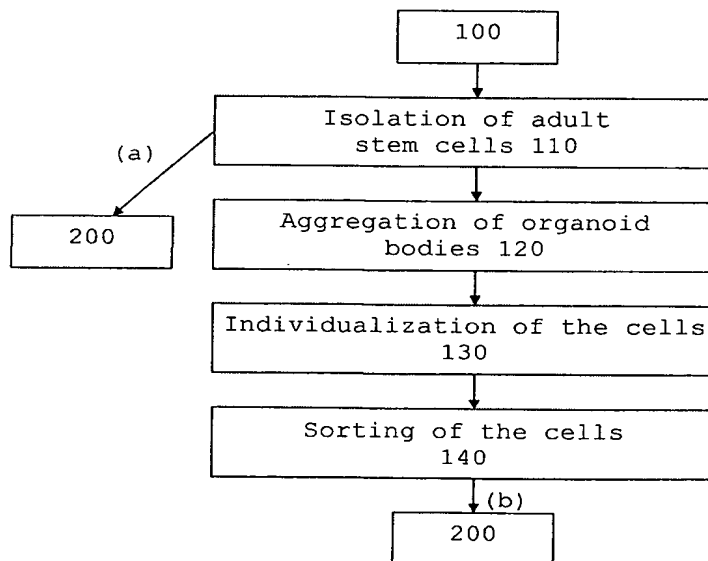 100
Isolation of adult
stem cells 110
(a)
200
Aggregation of organoid
bodies 120
Individualization of the cells
130
Sorting of the cells
140
(b)
200